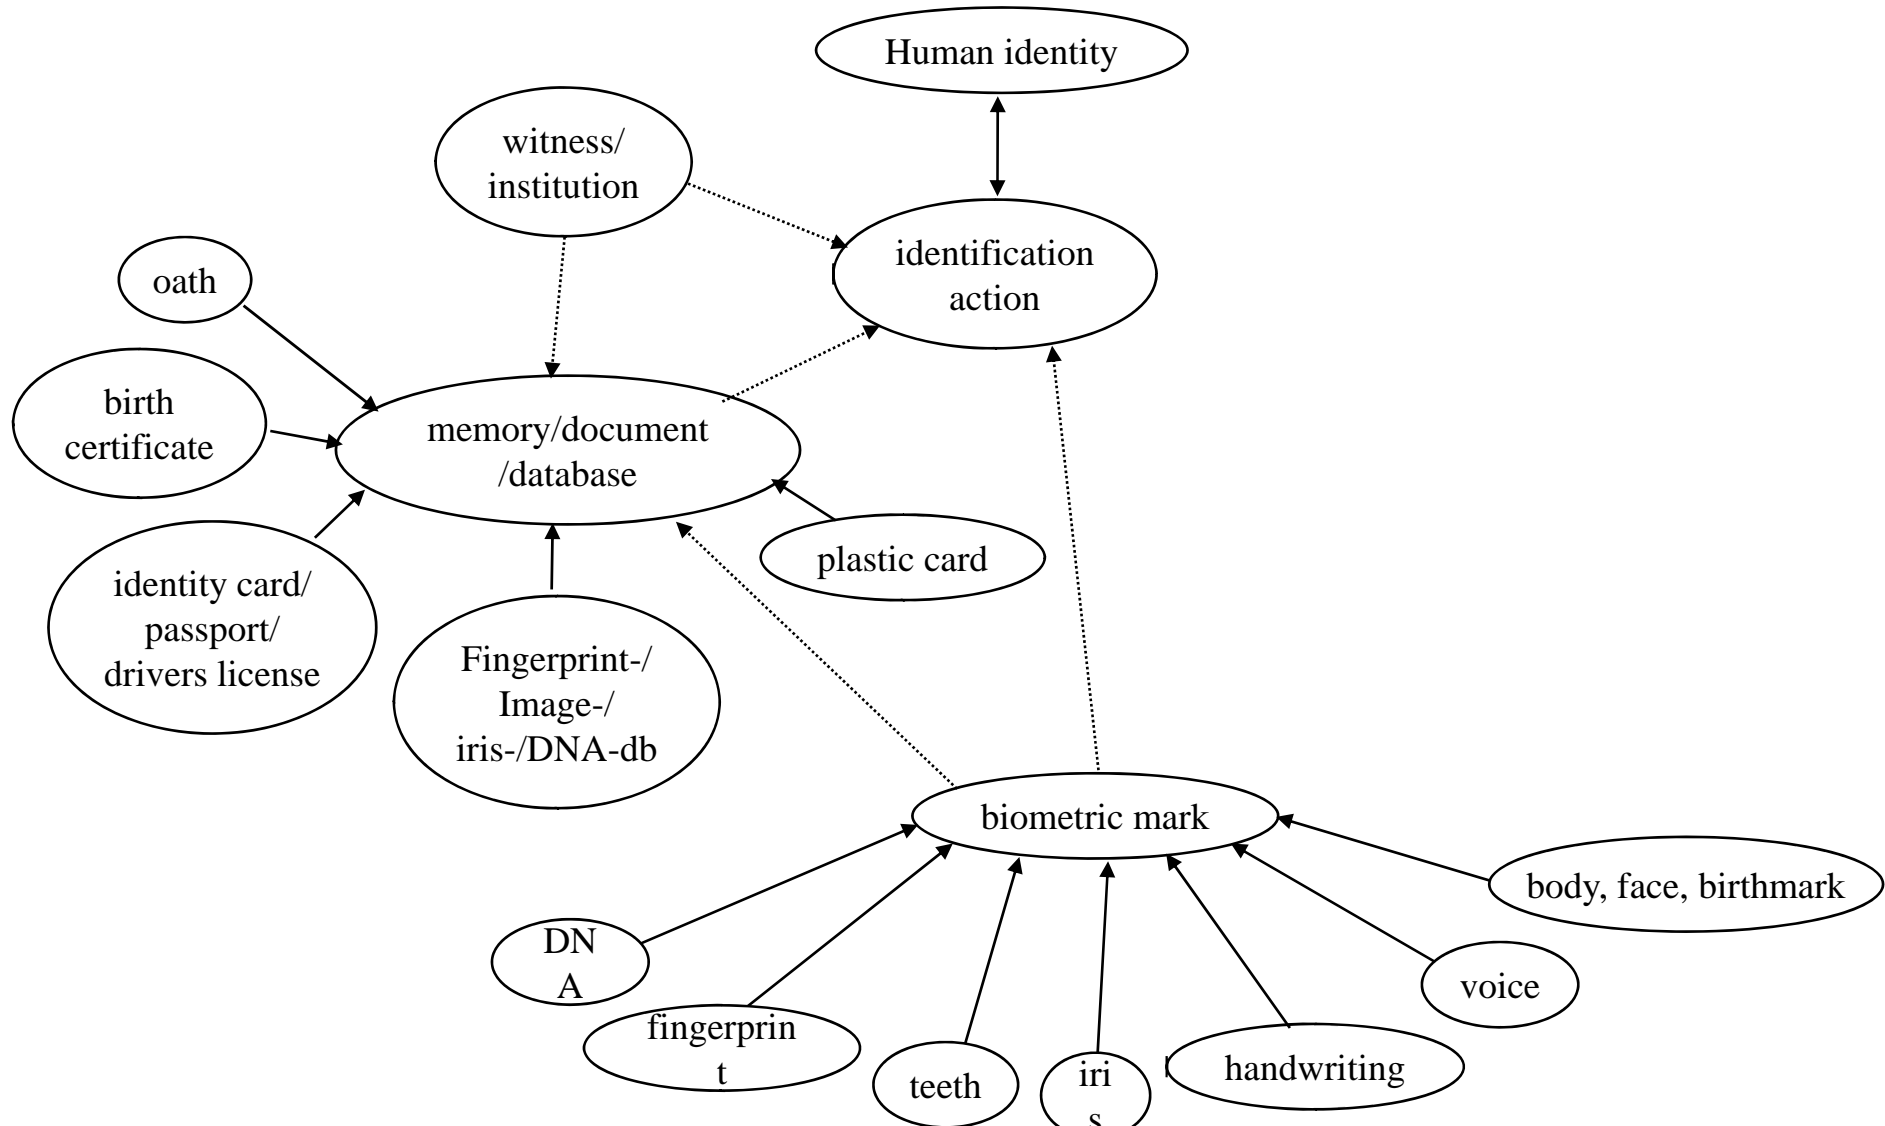 Human identity
witness/
institution
identification
action
oath
birth
certificate
memory/document
/database
plastic card
identity card/
passport/
drivers license
Fingerprint-/
Image-/
iris-/DNA-db
biometric mark
body, face, birthmark
DN
A
voice
fingerprin
t
handwriting
teeth
iri
s